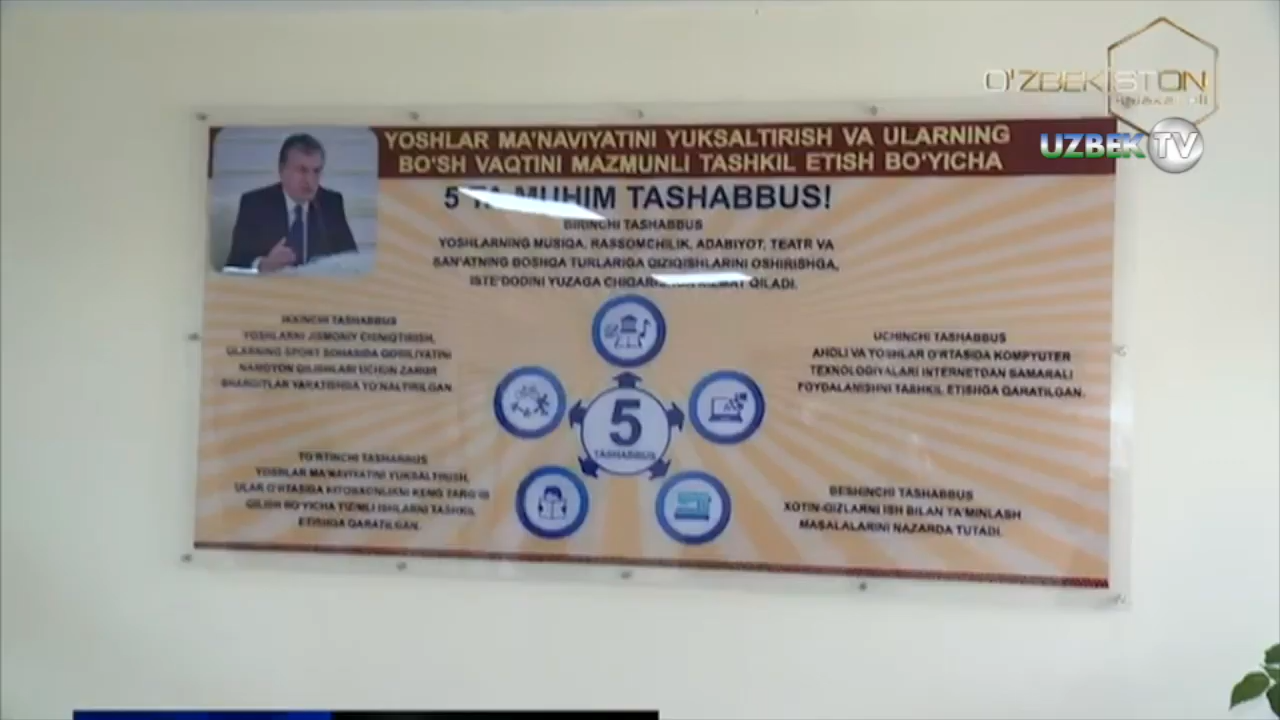 O'ZBEKISTON
UZBEK TV
YOSHLAR MA'NAVIYATINI YUKSALTIRISH VA ULARNING
BO'SH VAQTINI MAZMUNLI TASHKIL ETISH BO'YICHA
5 TA MUHIM TASHABBUS!
BIRINCHI TASHABBUS
YOSHLARNING MUSIQA, RASSOMCHILIK, ADABIYOT, TEATR VA
SAN'ATNING BOSHQA TURLARIGA QIZIQISHLARINI OSHIRISHGA,
ISTE'DODINI YUZAGA CHIQARISHGA XIZMAT QILADI.
IKKINCHI TASHABBUS
YOSHLARNI JISMONIY CHINIQTIRISH,
ULARNING SPORT SOHASIDA QOBILIYATINI
NAMOYON QILISHLARI UCHUN ZARUR
SHAROITLAR YARATISHGA YO'NALTIRILGAN
UCHINCHI TASHABBUS
AHOLI VA YOSHLAR O'RTASIDA KOMPYUTER
TEXNOLOGIYALARI INTERNETDAN SAMARALI
FOYDALANISHNI TASHKIL ETISHGA QARATILGAN.
5
TASHABBUS
TO'RTINCHI TASHABBUS
YOSHLAR MA'NAVIYATINI YUKSALTIRISH,
ULAR O'RTASIDA KITOBXONLIKNI KENG TARG'IB
QILISH BO'YICHA TIZIMLI ISHLARNI TASHKIL
ETISHGA QARATILGAN.
BESHINCHI TASHABBUS
XOTIN-QIZLARNI ISH BILAN TA'MINLASH
MASALALARINI NAZARDA TUTADI.